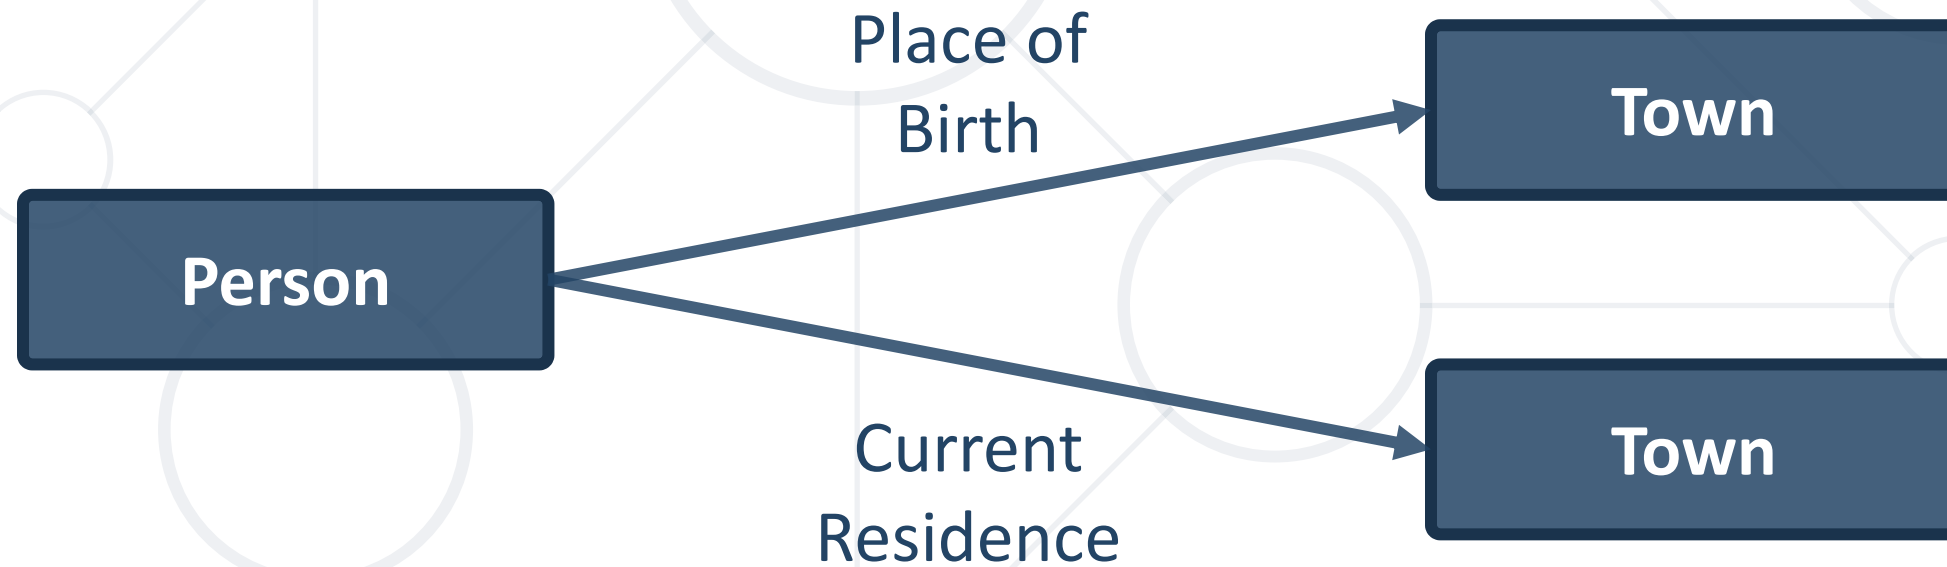 Place of
Birth
Town
Person
Current
Residence
Town